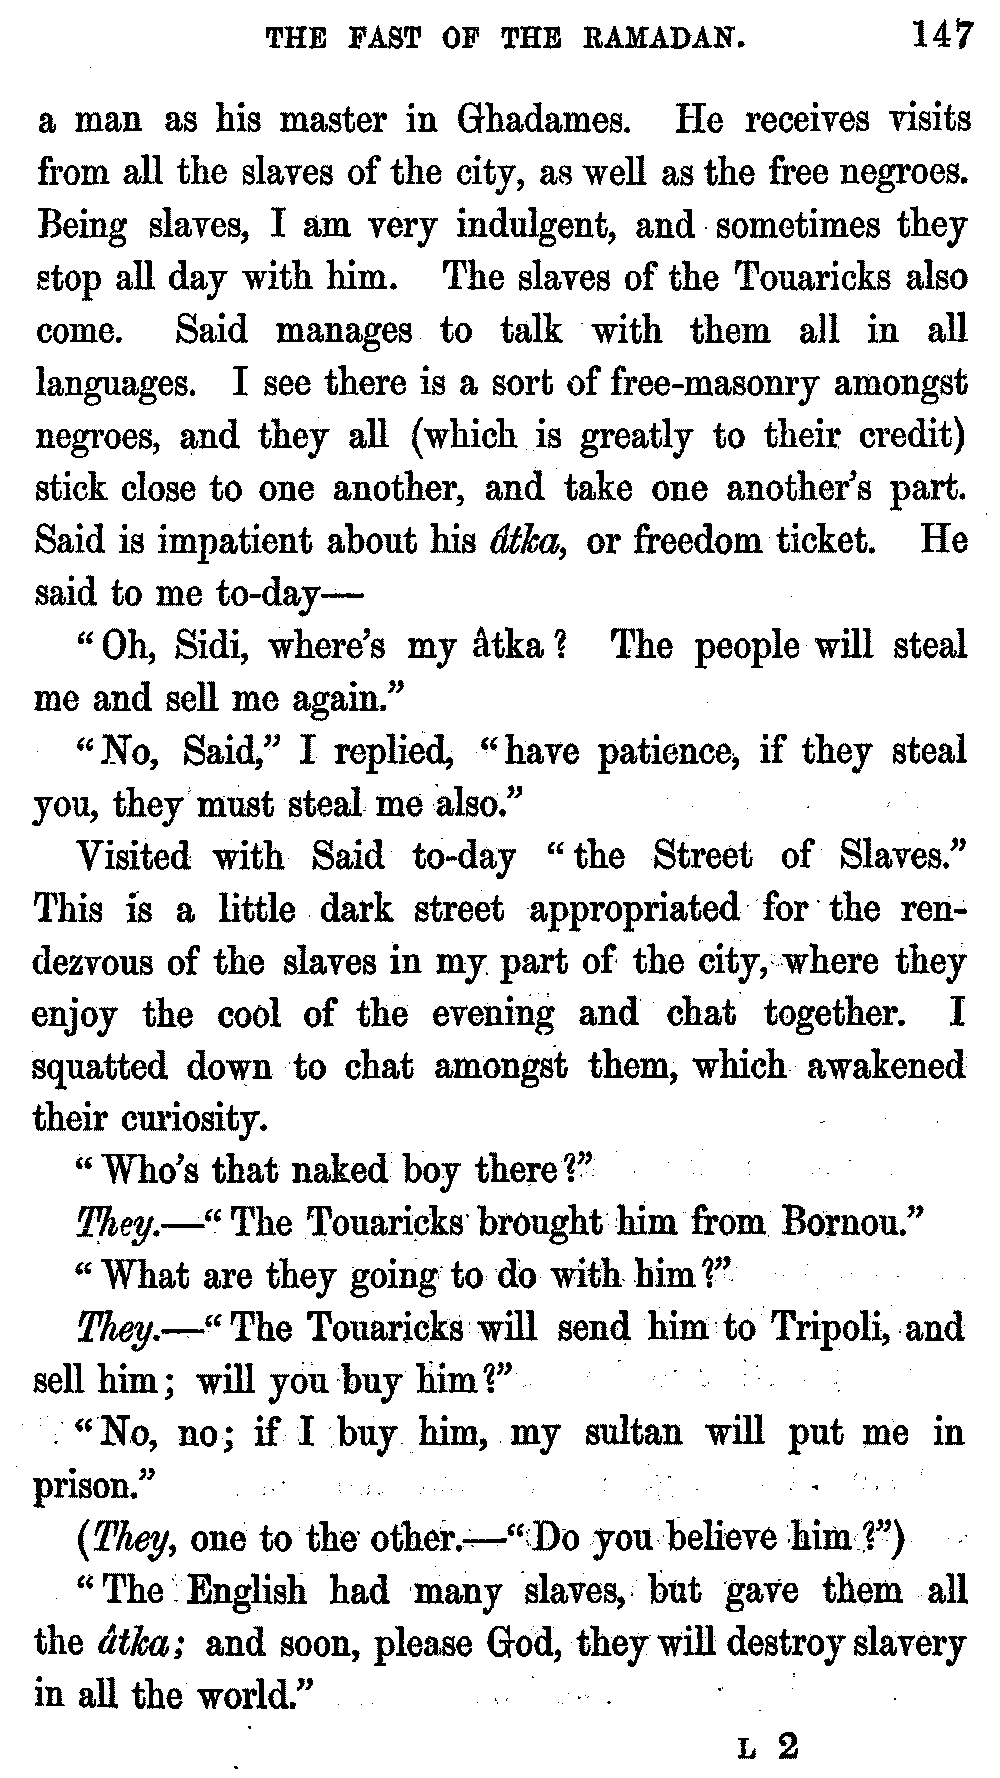 THE FAST OF THE RAMADAN. 147
a man as his master in Ghadames. He receives visits
from all the slaves of the city, as well as the free negroes.
Being slaves, I am very indulgent, and sometimes they
stop all day with him. The slaves of the Touaricks also
come. Said manages to talk with them all in all
languages. I see there is a sort of free-masonry amongst
negroes, and they all (which is greatly to their credit)
stick close to one another, and take one another's part.
Said is impatient about his âtka, or freedom ticket. He
said to me to-day—
"Oh, Sidi, where's my âtka? The people will steal
me and sell me again."
"No, Said," I replied, "have patience, if they steal
you, they must steal me also."
Visited with Said to-day "the Street of Slaves."
This is a little dark street appropriated for the ren-
dezvous of the slaves in my part of the city, where they
enjoy the cool of the evening and chat together. I
squatted down to chat amongst them, which awakened
their curiosity.
"Who's that naked boy there?"
They.—"The Touaricks brought him from Bornou."
"What are they going to do with him?"
They.—"The Touaricks will send him to Tripoli, and
sell him; will you buy him?"
"No, no; if I buy him, my sultan will put me in
prison."
(They, one to the other.—"Do you believe him?")
"The English had many slaves, but gave them all
the âtka; and soon, please God, they will destroy slavery
in all the world."
L 2